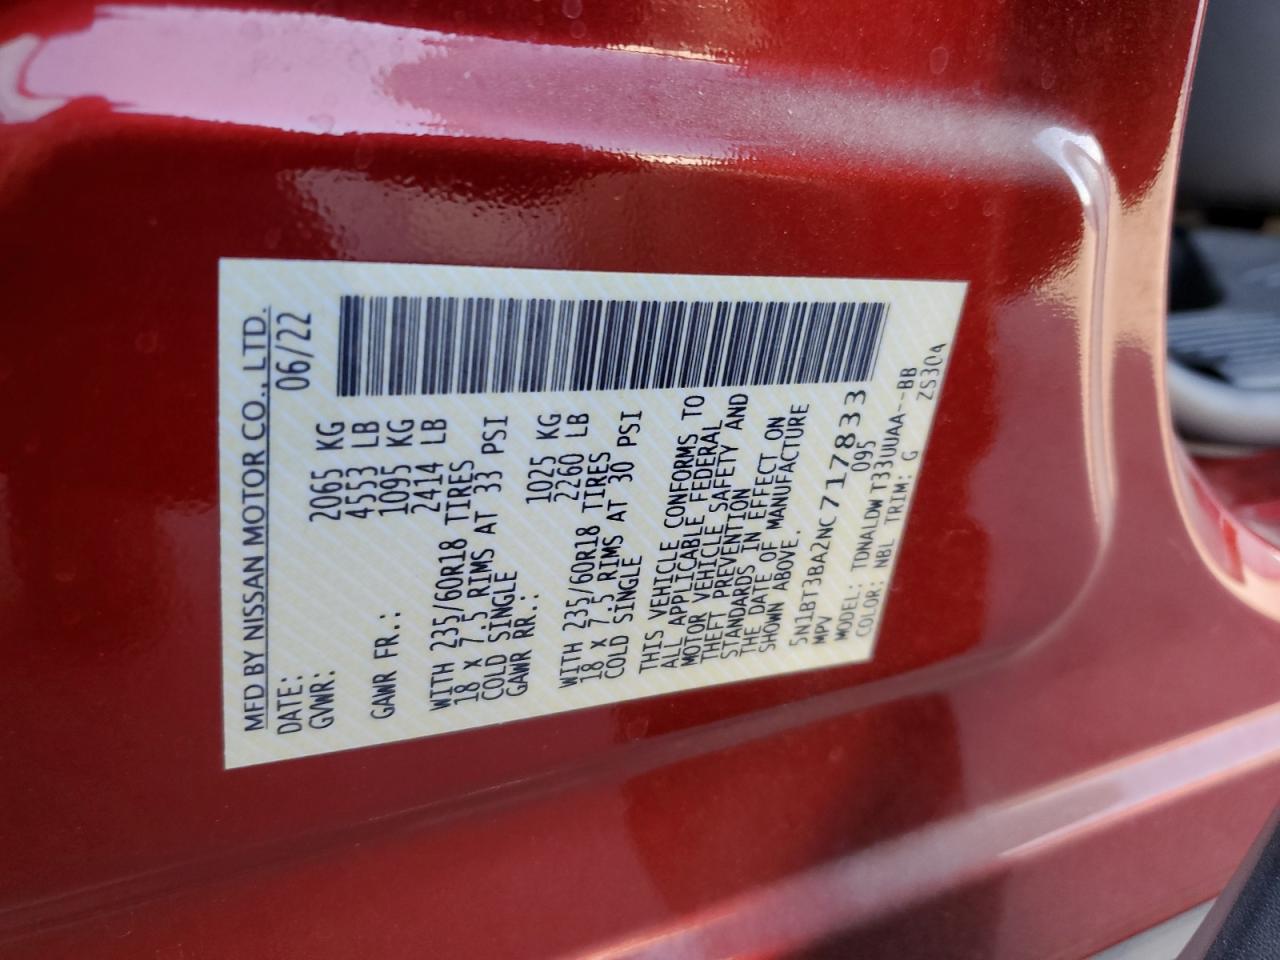 MFD BY NISSAN MOTOR CO., LTD.
DATE: 06/22
GVWR: 2065 KG
4553 LB
GAWR FR.: 1095 KG
2414 LB
WITH 235/60R18 TIRES
18 X 7.5 RIMS AT 33 PSI
COLD SINGLE
GAWR RR.: 1025 KG
2260 LB
WITH 235/60R18 TIRES
18 X 7.5 RIMS AT 30 PSI
COLD SINGLE
THIS VEHICLE CONFORMS TO
ALL APPLICABLE FEDERAL
MOTOR VEHICLE SAFETY AND
THEFT PREVENTION
STANDARDS IN EFFECT ON
THE DATE OF MANUFACTURE
SHOWN ABOVE.
5N1BT3BA2NC717833
MPV 095
MODEL: TDNALDWT33UUAA--BB
COLOR: NBL TRIM: G ZS304